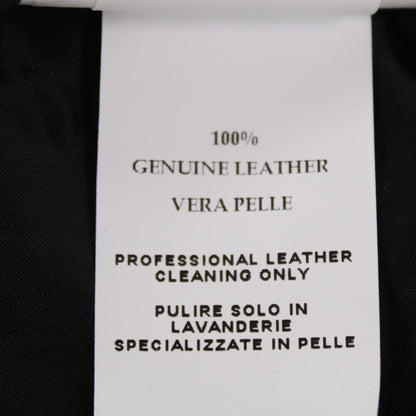 100%
GENUINE LEATHER
VERA PELLE
PROFESSIONAL LEATHER
CLEANING ONLY
PULIRE SOLO IN
LAVANDERIE
SPECIALIZZATE IN PELLE